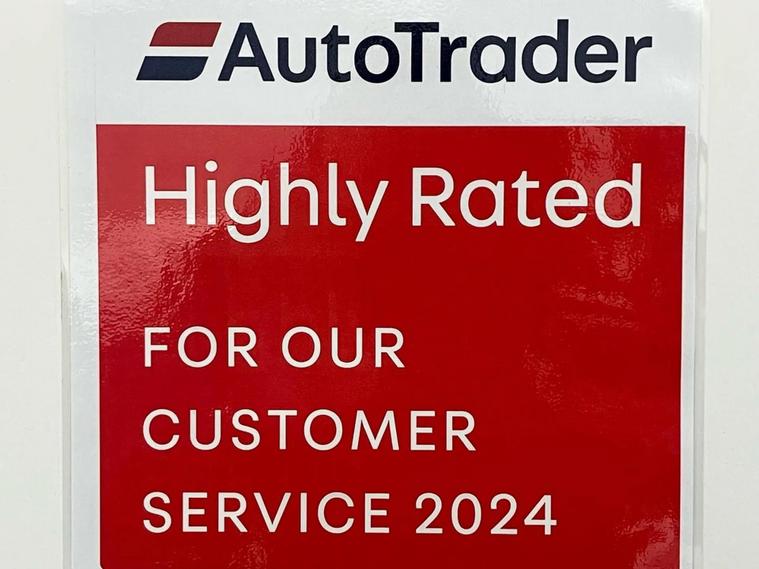 AutoTrader
Highly Rated
FOR OUR
CUSTOMER
SERVICE 2024